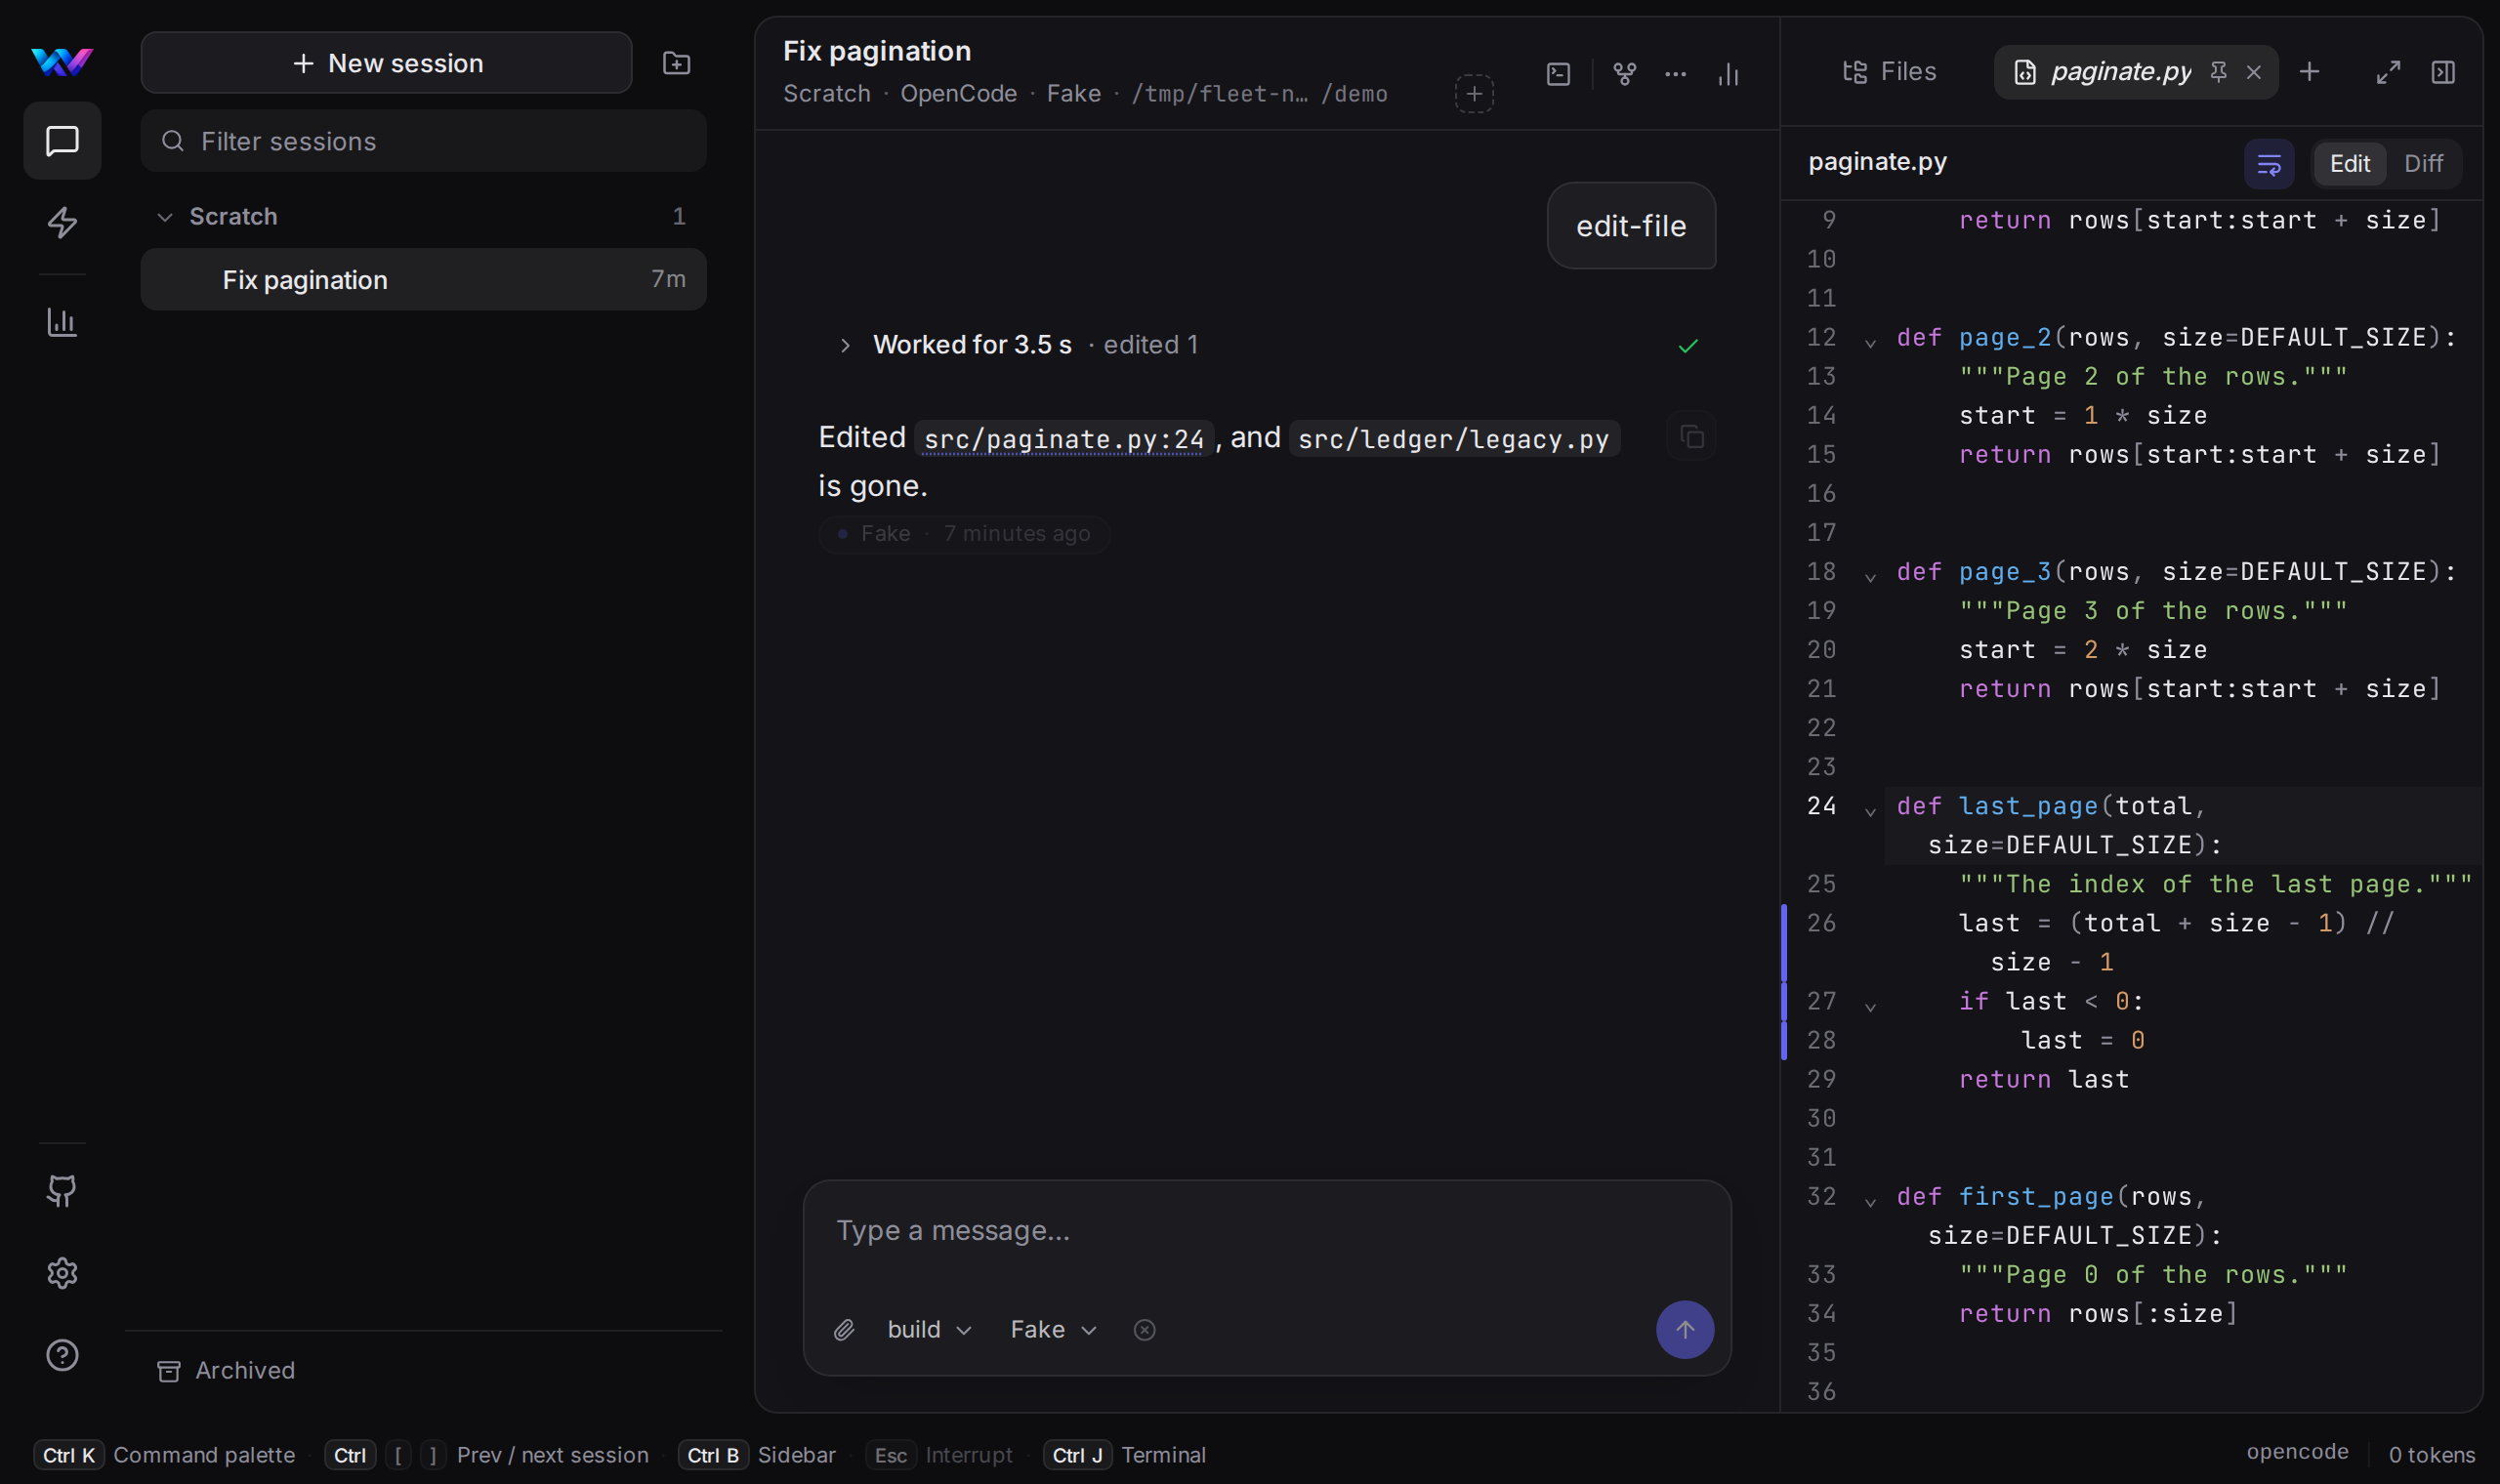 New session
Filter sessions
Scratch 1
Fix pagination 7m
Archived
Fix pagination
Scratch · OpenCode · Fake · /tmp/fleet-n… /demo
edit-file
Worked for 3.5 s · edited 1
Edited src/paginate.py:24, and src/ledger/legacy.py
is gone.
Fake · 7 minutes ago
Type a message...
build Fake
Files paginate.py
paginate.py Edit Diff
9 return rows[start:start + size]
10
11
12 def page_2(rows, size=DEFAULT_SIZE):
13 """Page 2 of the rows."""
14 start = 1 * size
15 return rows[start:start + size]
16
17
18 def page_3(rows, size=DEFAULT_SIZE):
19 """Page 3 of the rows."""
20 start = 2 * size
21 return rows[start:start + size]
22
23
24 def last_page(total,
size=DEFAULT_SIZE):
25 """The index of the last page."""
26 last = (total + size - 1) //
size - 1
27 if last < 0:
28 last = 0
29 return last
30
31
32 def first_page(rows,
size=DEFAULT_SIZE):
33 """Page 0 of the rows."""
34 return rows[:size]
35
36
Ctrl K Command palette · Ctrl [ ] Prev / next session · Ctrl B Sidebar · Esc Interrupt · Ctrl J Terminal
opencode 0 tokens